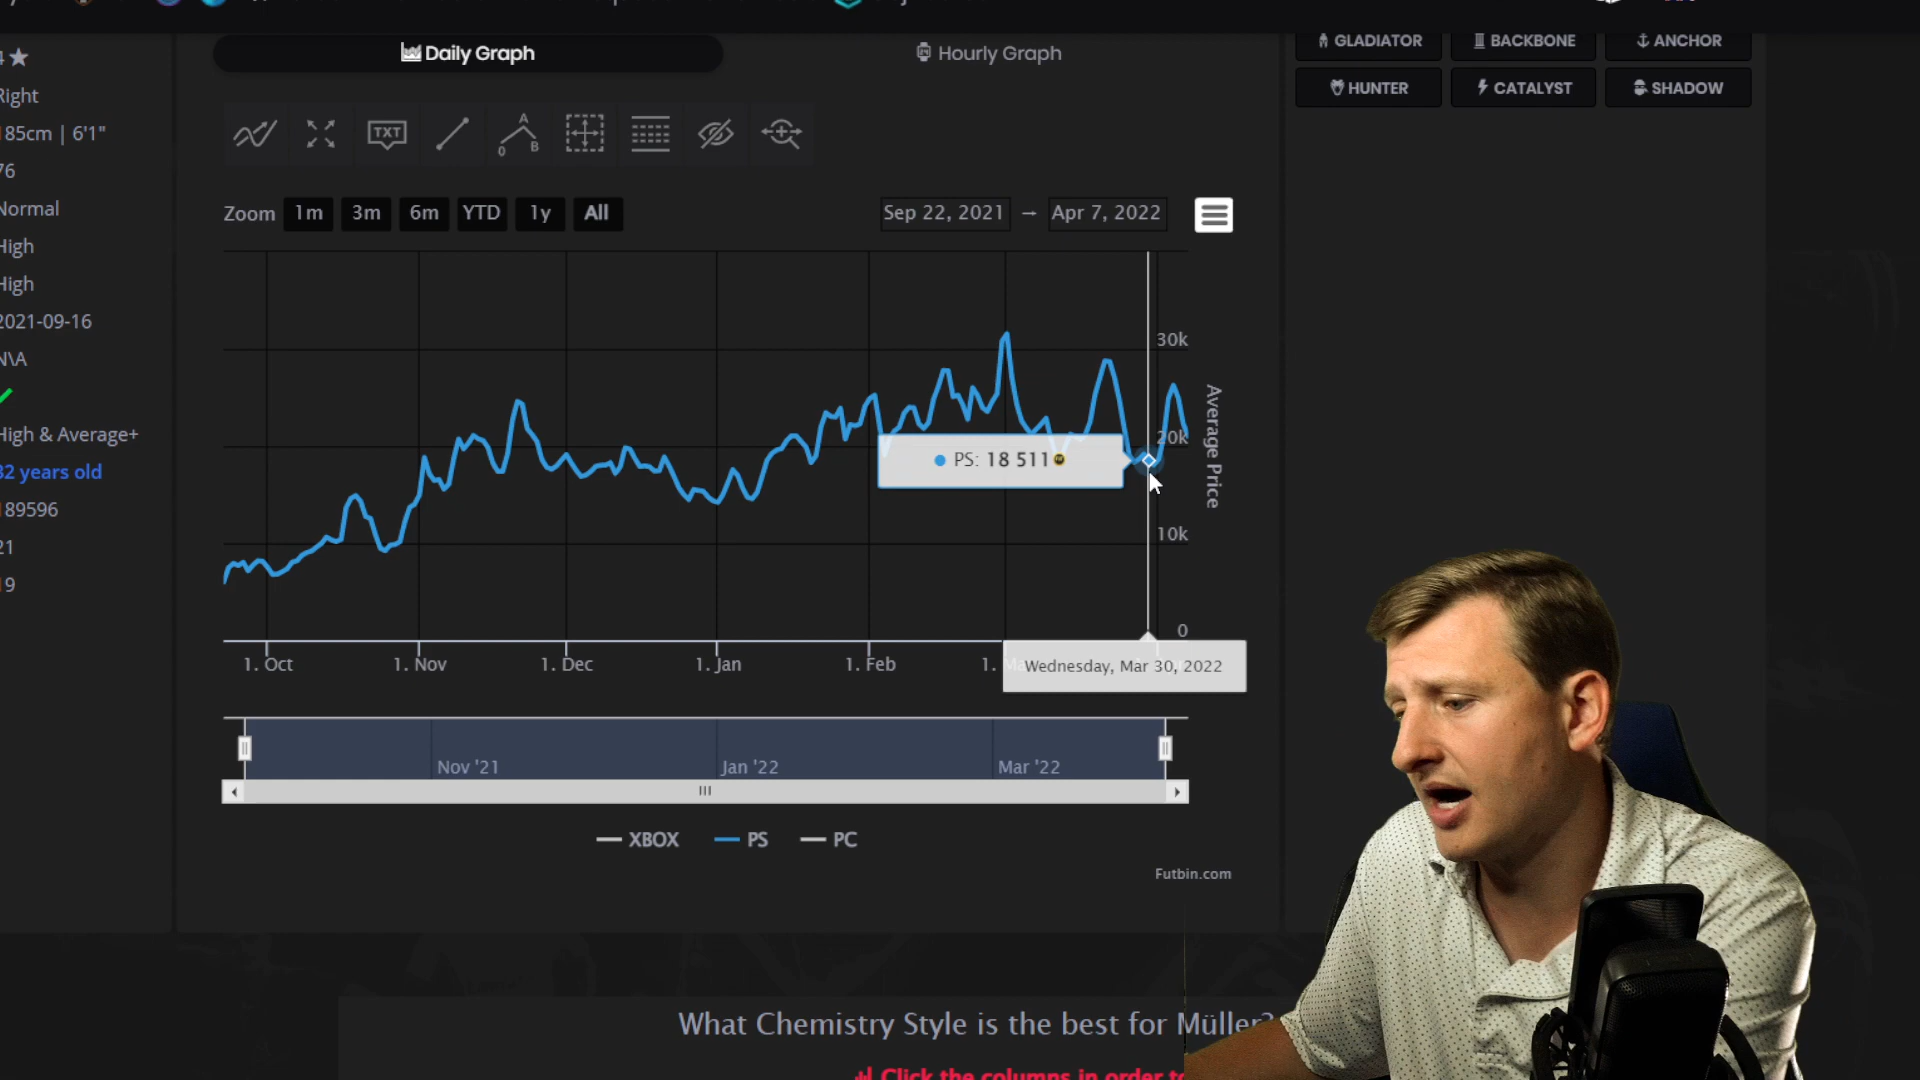 Daily Graph
Hourly Graph
GLADIATOR
BACKBONE
ANCHOR
HUNTER
CATALYST
SHADOW
4
Right
185cm | 6'1"
76
Normal
High
High
2021-09-16
N\A
High & Average+
32 years old
189596
21
19
TXT
A
0 B
Zoom 1m 3m 6m YTD 1y All
Sep 22, 2021 → Apr 7, 2022
30k
20k
10k
0
Average Price
PS: 18 511
1. Oct 1. Nov 1. Dec 1. Jan 1. Feb 1.
Wednesday, Mar 30, 2022
Nov '21 Jan '22 Mar '22
XBOX PS PC
Futbin.com
What Chemistry Style is the best for Müller?
Click the columns in order to